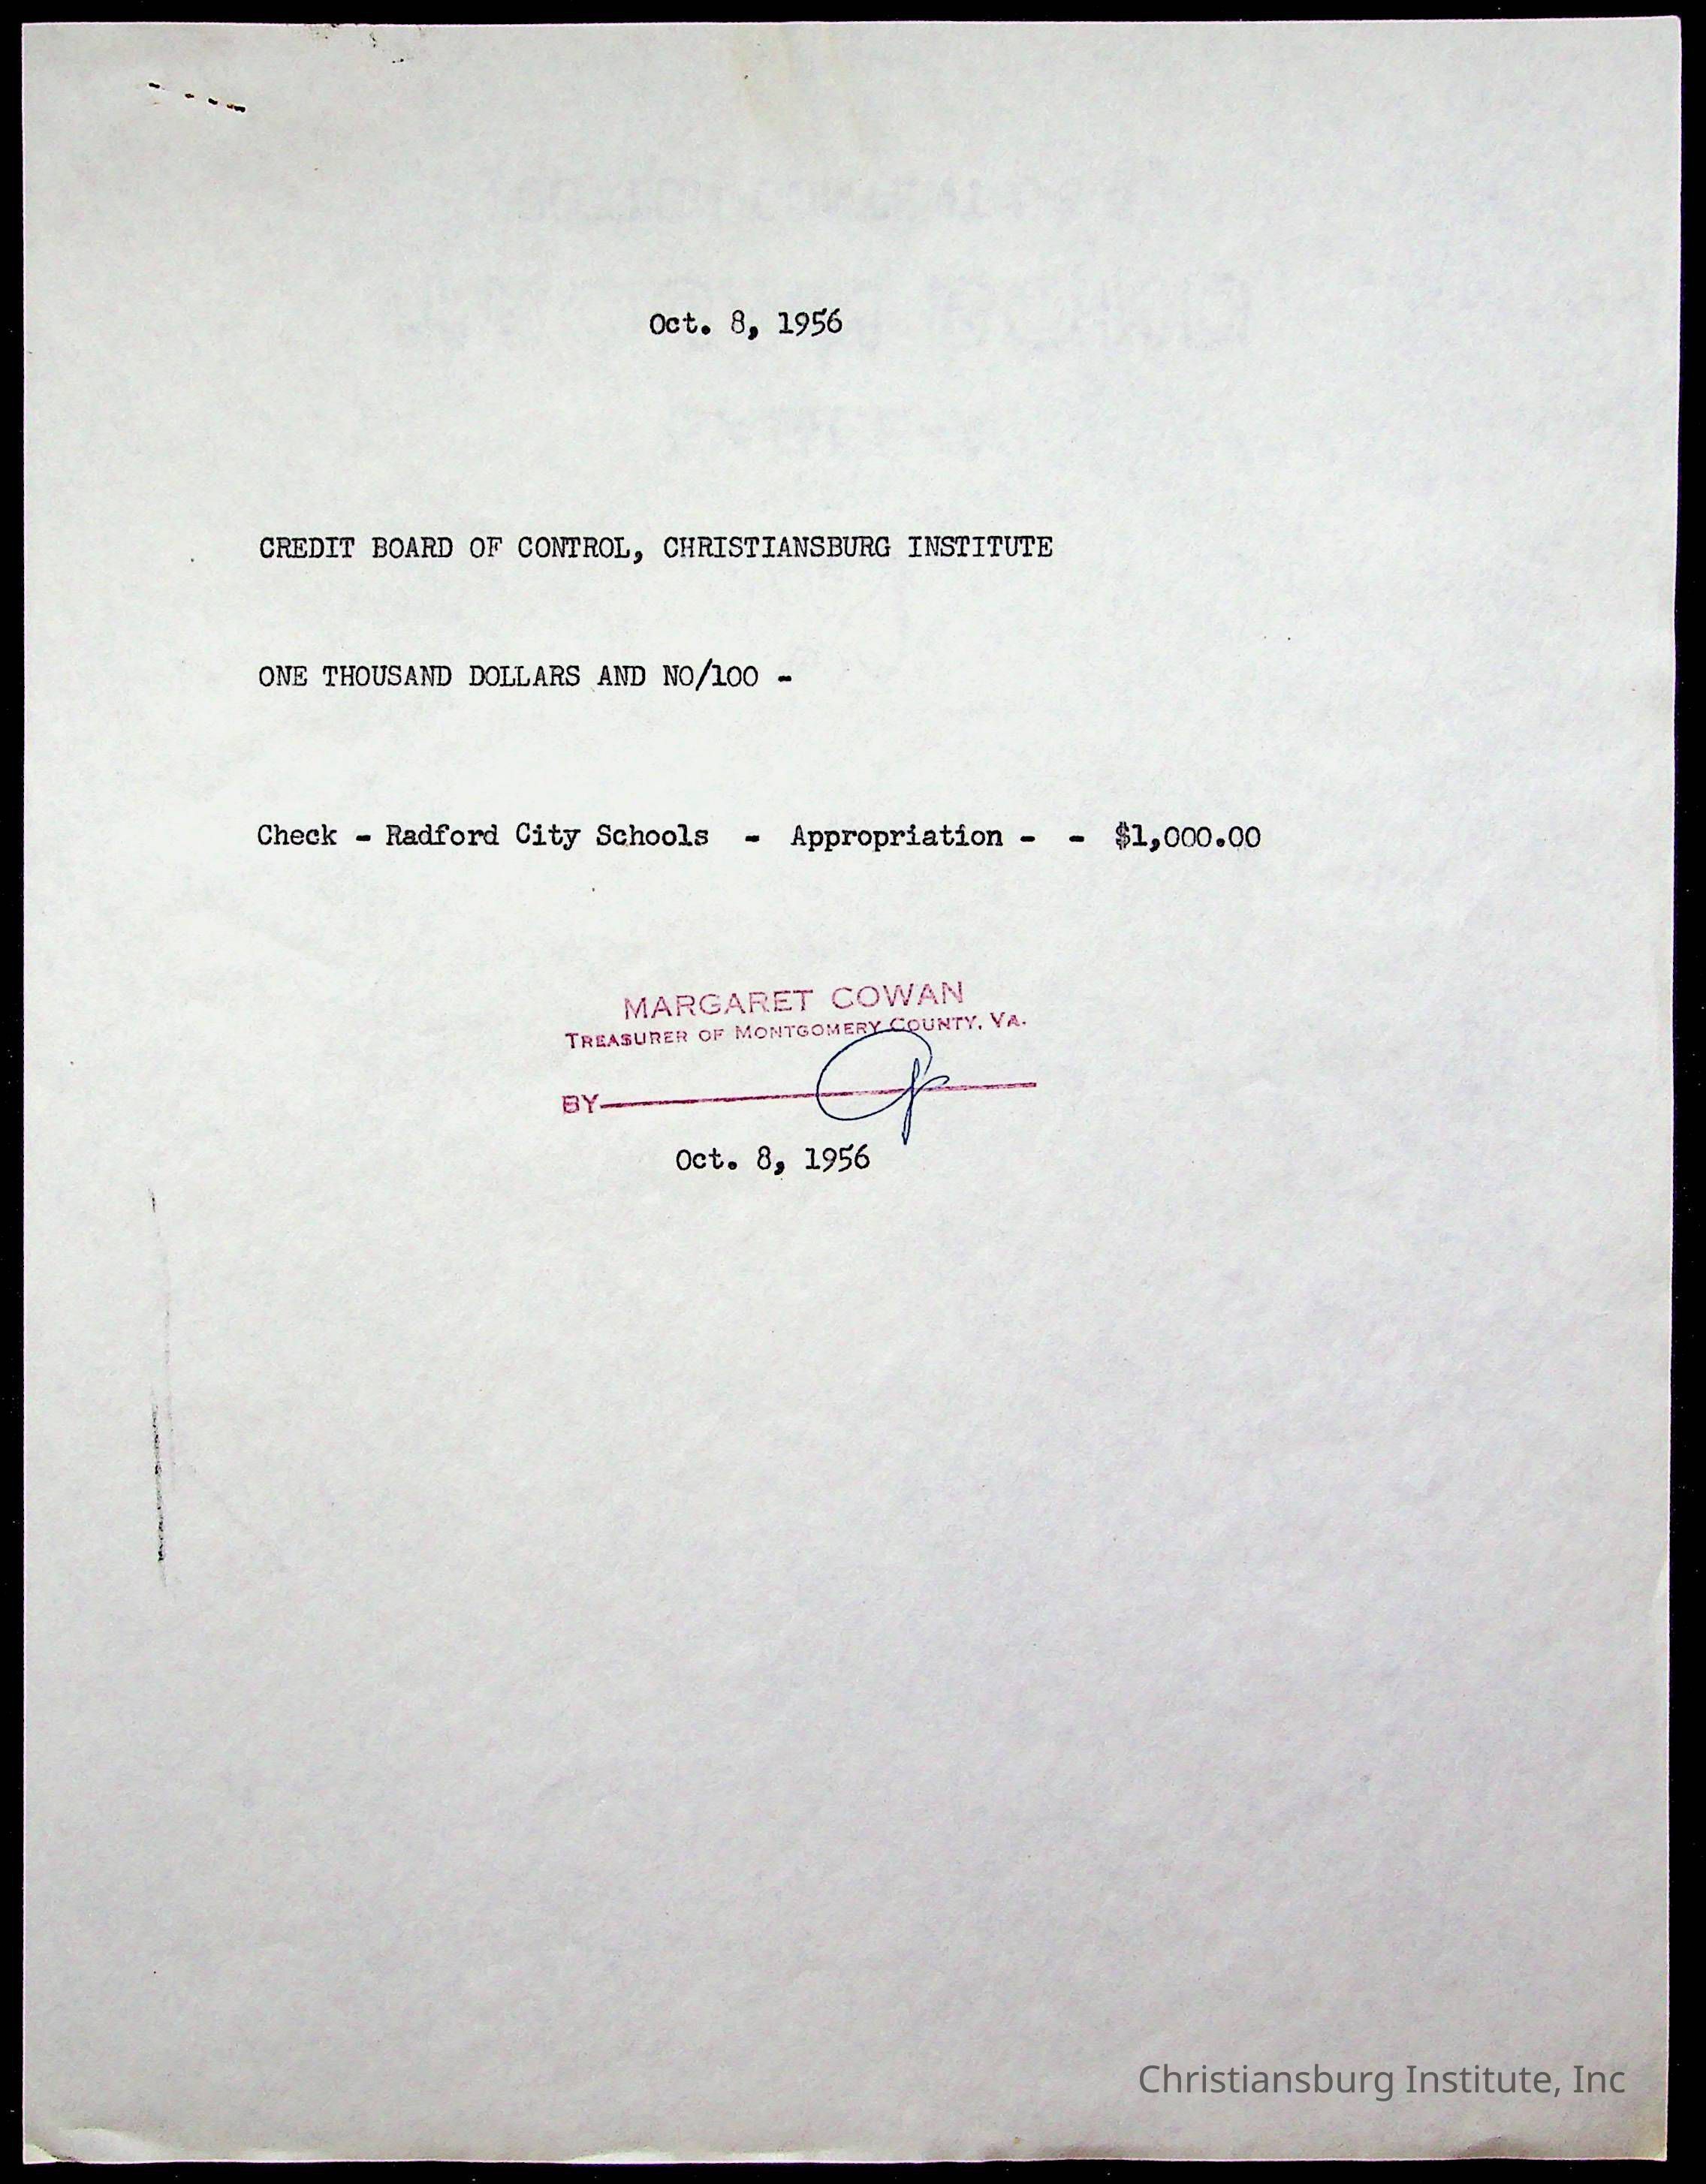 Oct. 8, 1956
CREDIT BOARD OF CONTROL, CHRISTIANSBURG INSTITUTE
ONE THOUSAND DOLLARS AND NO/100 -
Check - Radford City Schools - Appropriation - - $1,000.00
MARGARET COWAN
TREASURER OF MONTGOMERY COUNTY, VA.
BY
Oct. 8, 1956
Christiansburg Institute, Inc